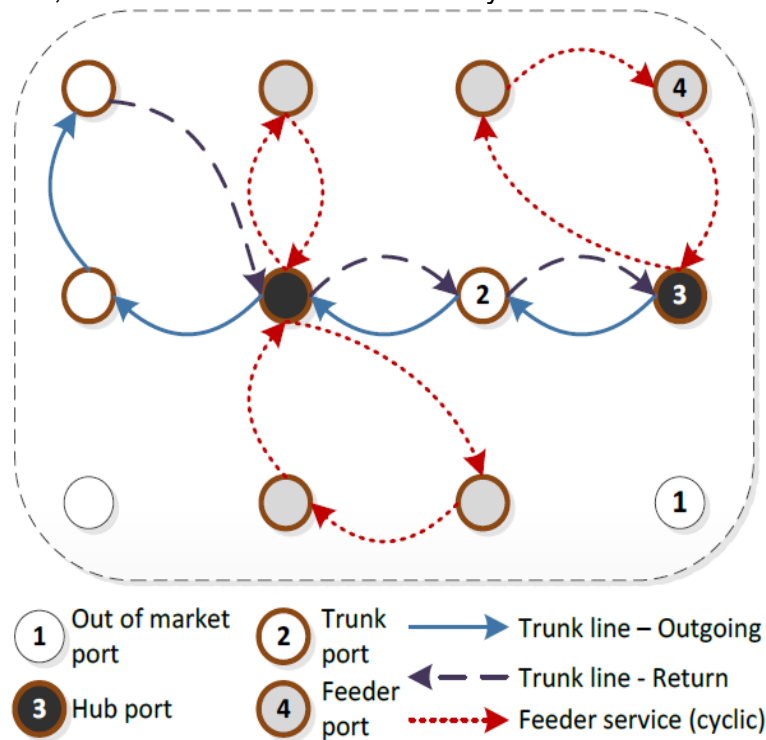 4
2
3
1
1 Out of market port
2 Trunk port
Trunk line – Outgoing
Trunk line - Return
3 Hub port
4 Feeder port
Feeder service (cyclic)